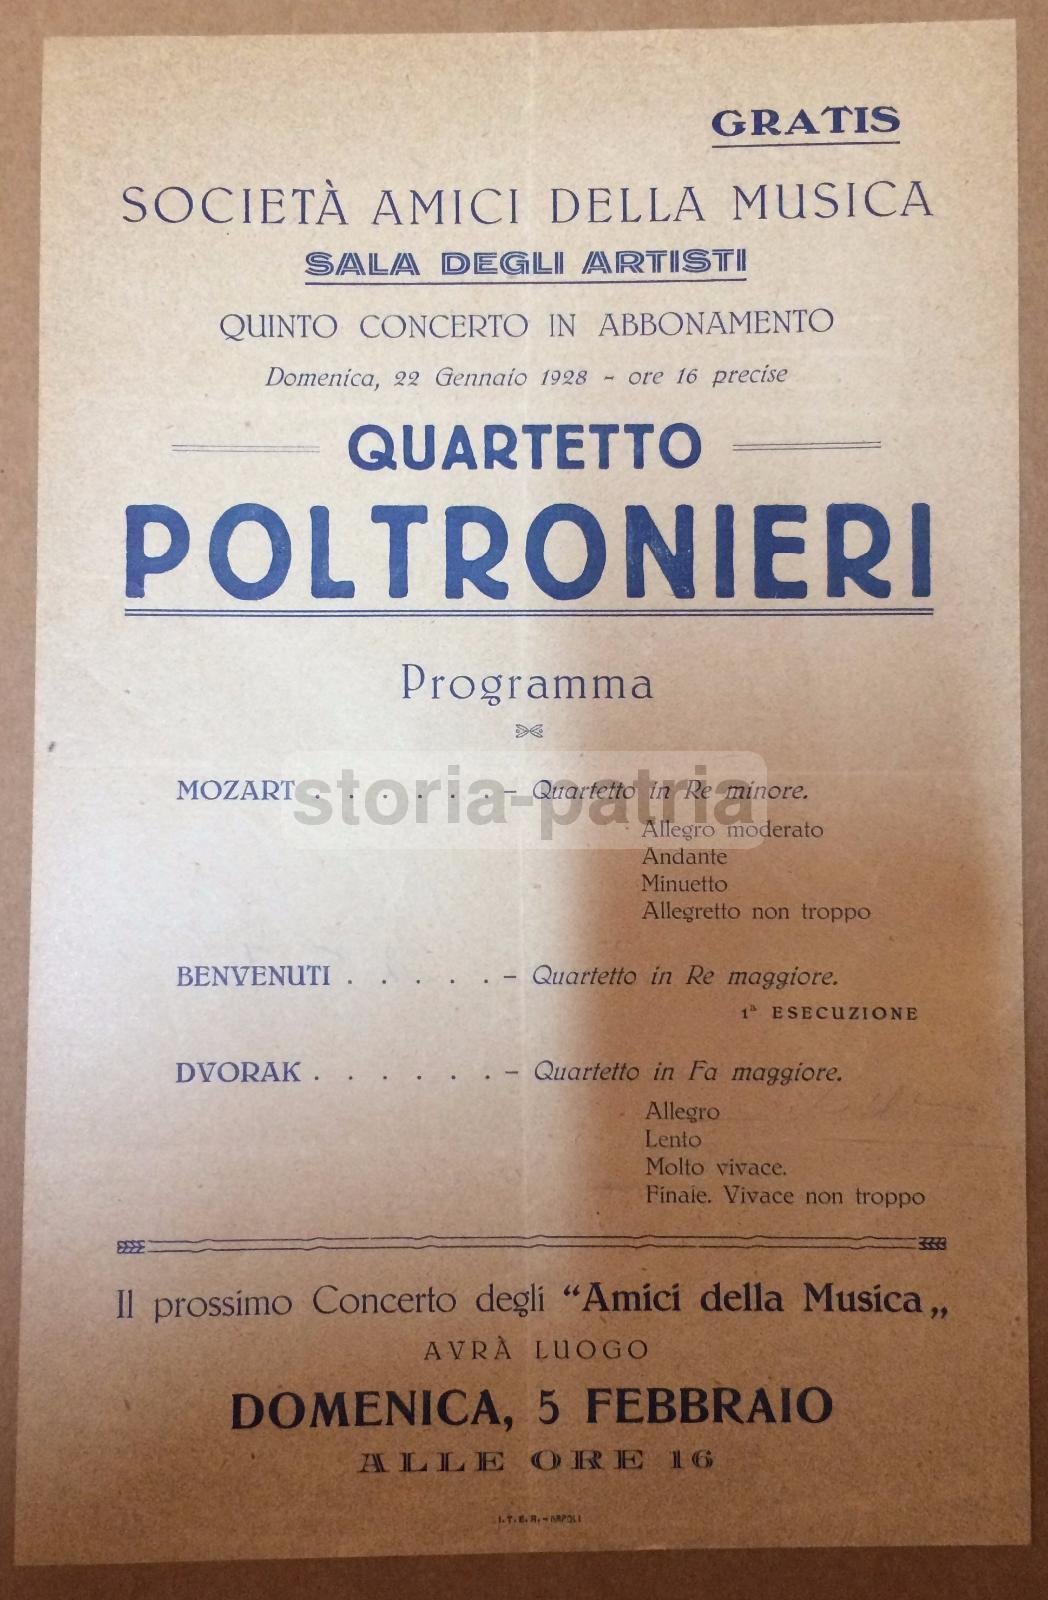 GRATIS
SOCIETÀ AMICI DELLA MUSICA
SALA DEGLI ARTISTI
QUINTO CONCERTO IN ABBONAMENTO
Domenica, 22 Gennaio 1928 - ore 16 precise
QUARTETTO
POLTRONIERI
Programma
storia-patria
MOZART . . . . . . . – Quartetto in Re minore.
Allegro moderato
Andante
Minuetto
Allegretto non troppo
BENVENUTI . . . . . – Quartetto in Re maggiore.
1ª ESECUZIONE
DVORAK . . . . . . – Quartetto in Fa maggiore.
Allegro
Lento
Molto vivace.
Finale. Vivace non troppo
Il prossimo Concerto degli “Amici della Musica„
AVRÀ LUOGO
DOMENICA, 5 FEBBRAIO
ALLE ORE 16
I.T.E.R. - NAPOLI